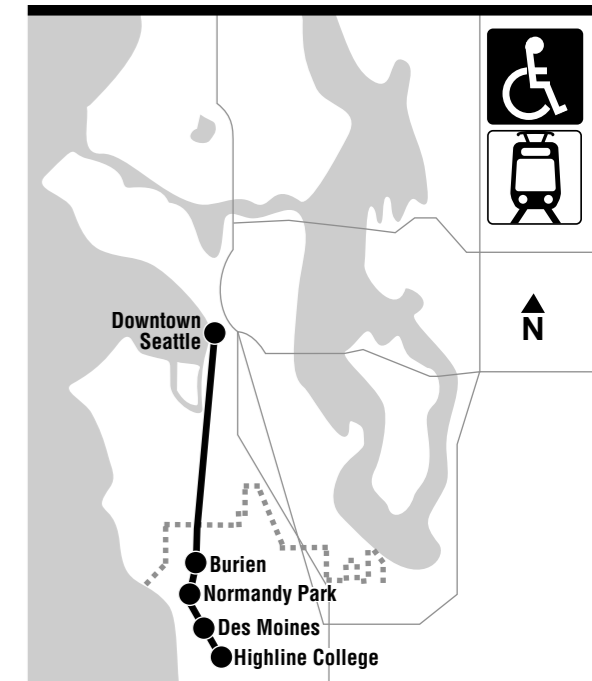 N
Downtown
Seattle
Burien
Normandy Park
Des Moines
Highline College